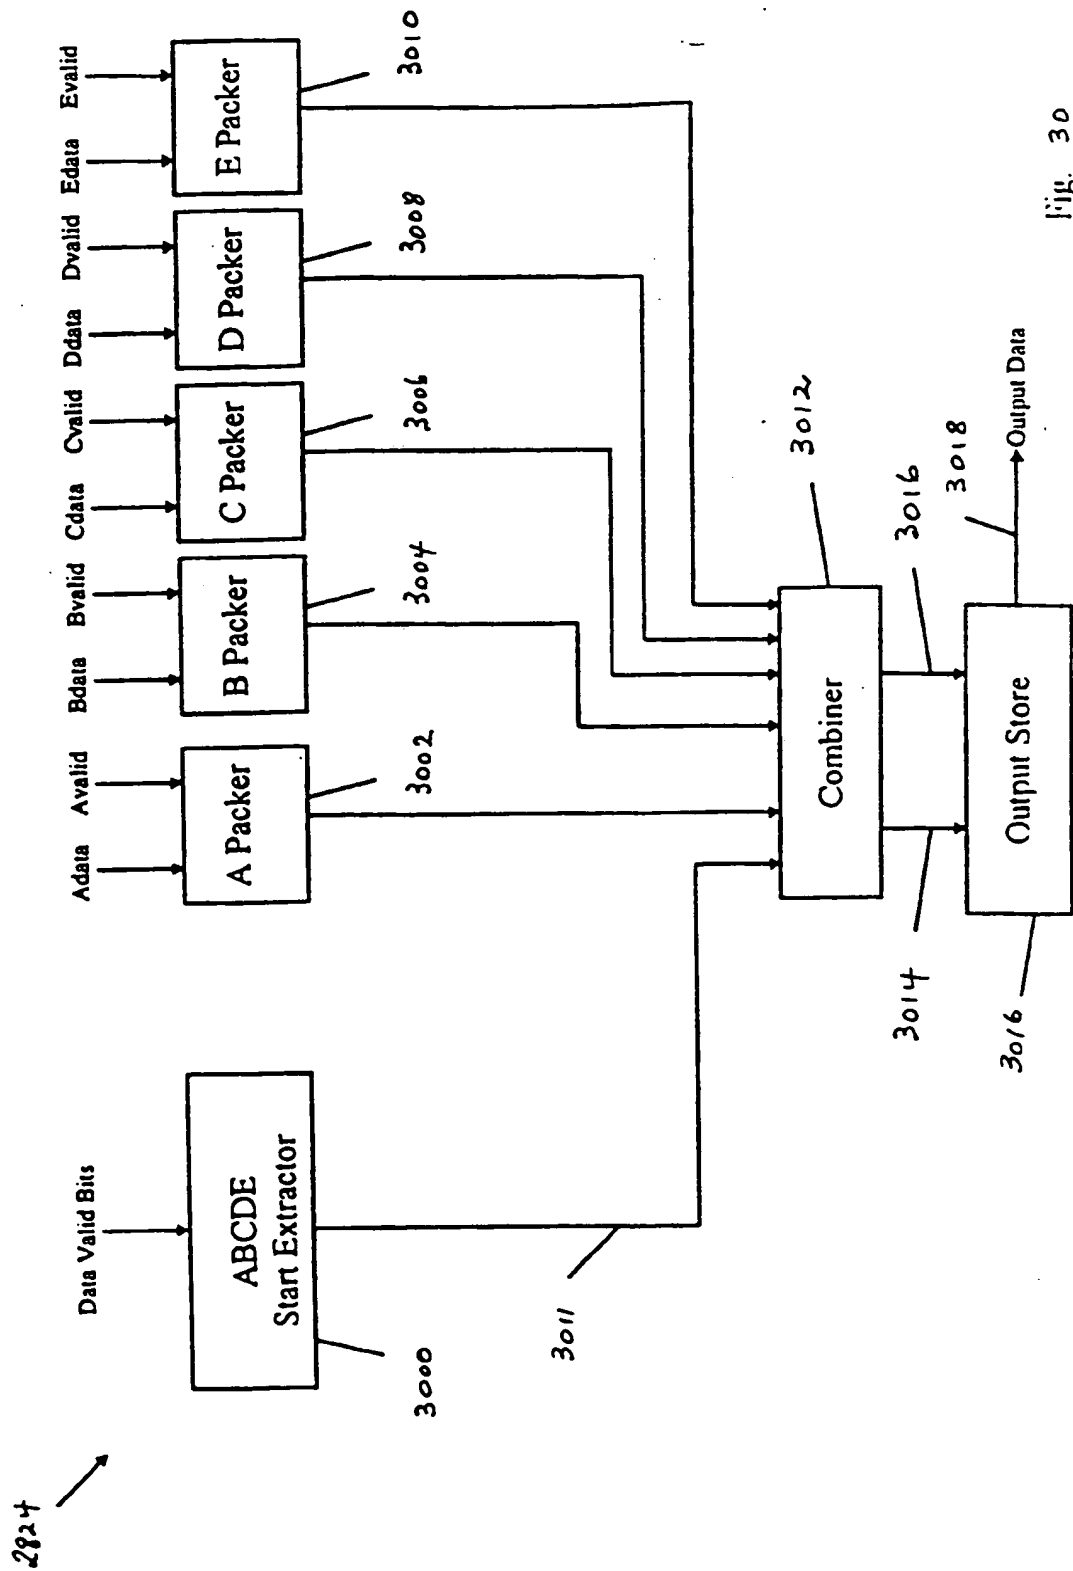 2824
Data Valid Bits
Adata
Avalid
Bdata
Bvalid
Cdata
Cvalid
Ddata
Dvalid
Edata
Evalid
ABCDE
Start Extractor
A Packer
B Packer
C Packer
D Packer
E Packer
3000
3002
3004
3006
3008
3010
3011
Combiner
3012
3014
3016
3016
Output Store
3018
Output Data
Fig. 30